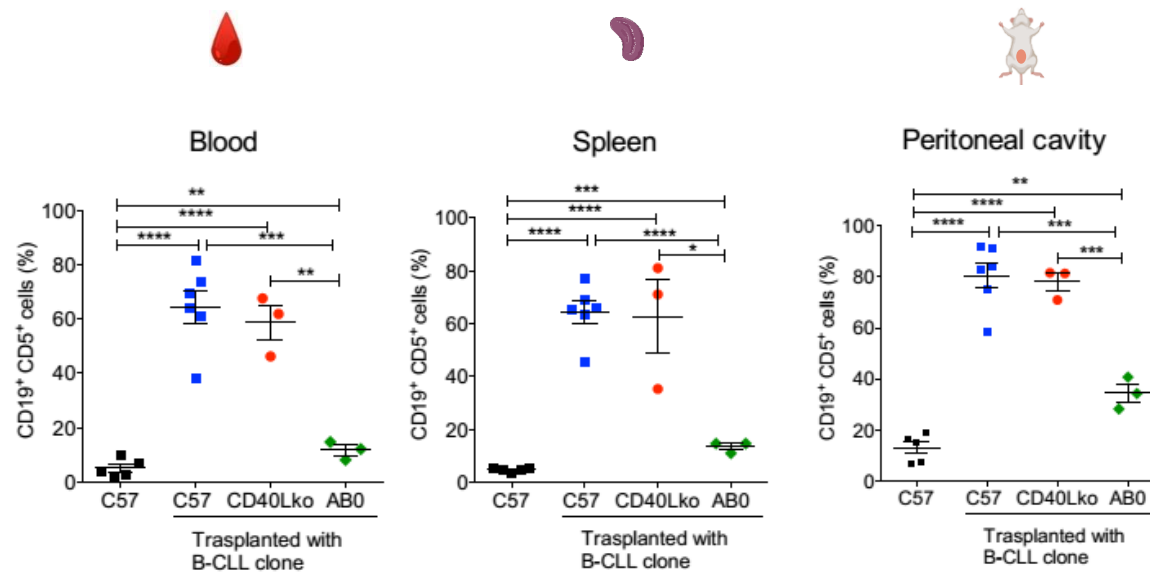 Blood
**
****
****
***
**
CD19+ CD5+ cells (%)
100
80
60
40
20
0
C57
C57
CD40Lko
AB0
Trasplanted with
B-CLL clone
Spleen
***
****
****
****
*
CD19+ CD5+ cells (%)
100
80
60
40
20
0
C57
C57
CD40Lko
AB0
Trasplanted with
B-CLL clone
Peritoneal cavity
**
****
****
***
***
CD19+ CD5+ cells (%)
100
80
60
40
20
0
C57
C57
CD40Lko
AB0
Trasplanted with
B-CLL clone